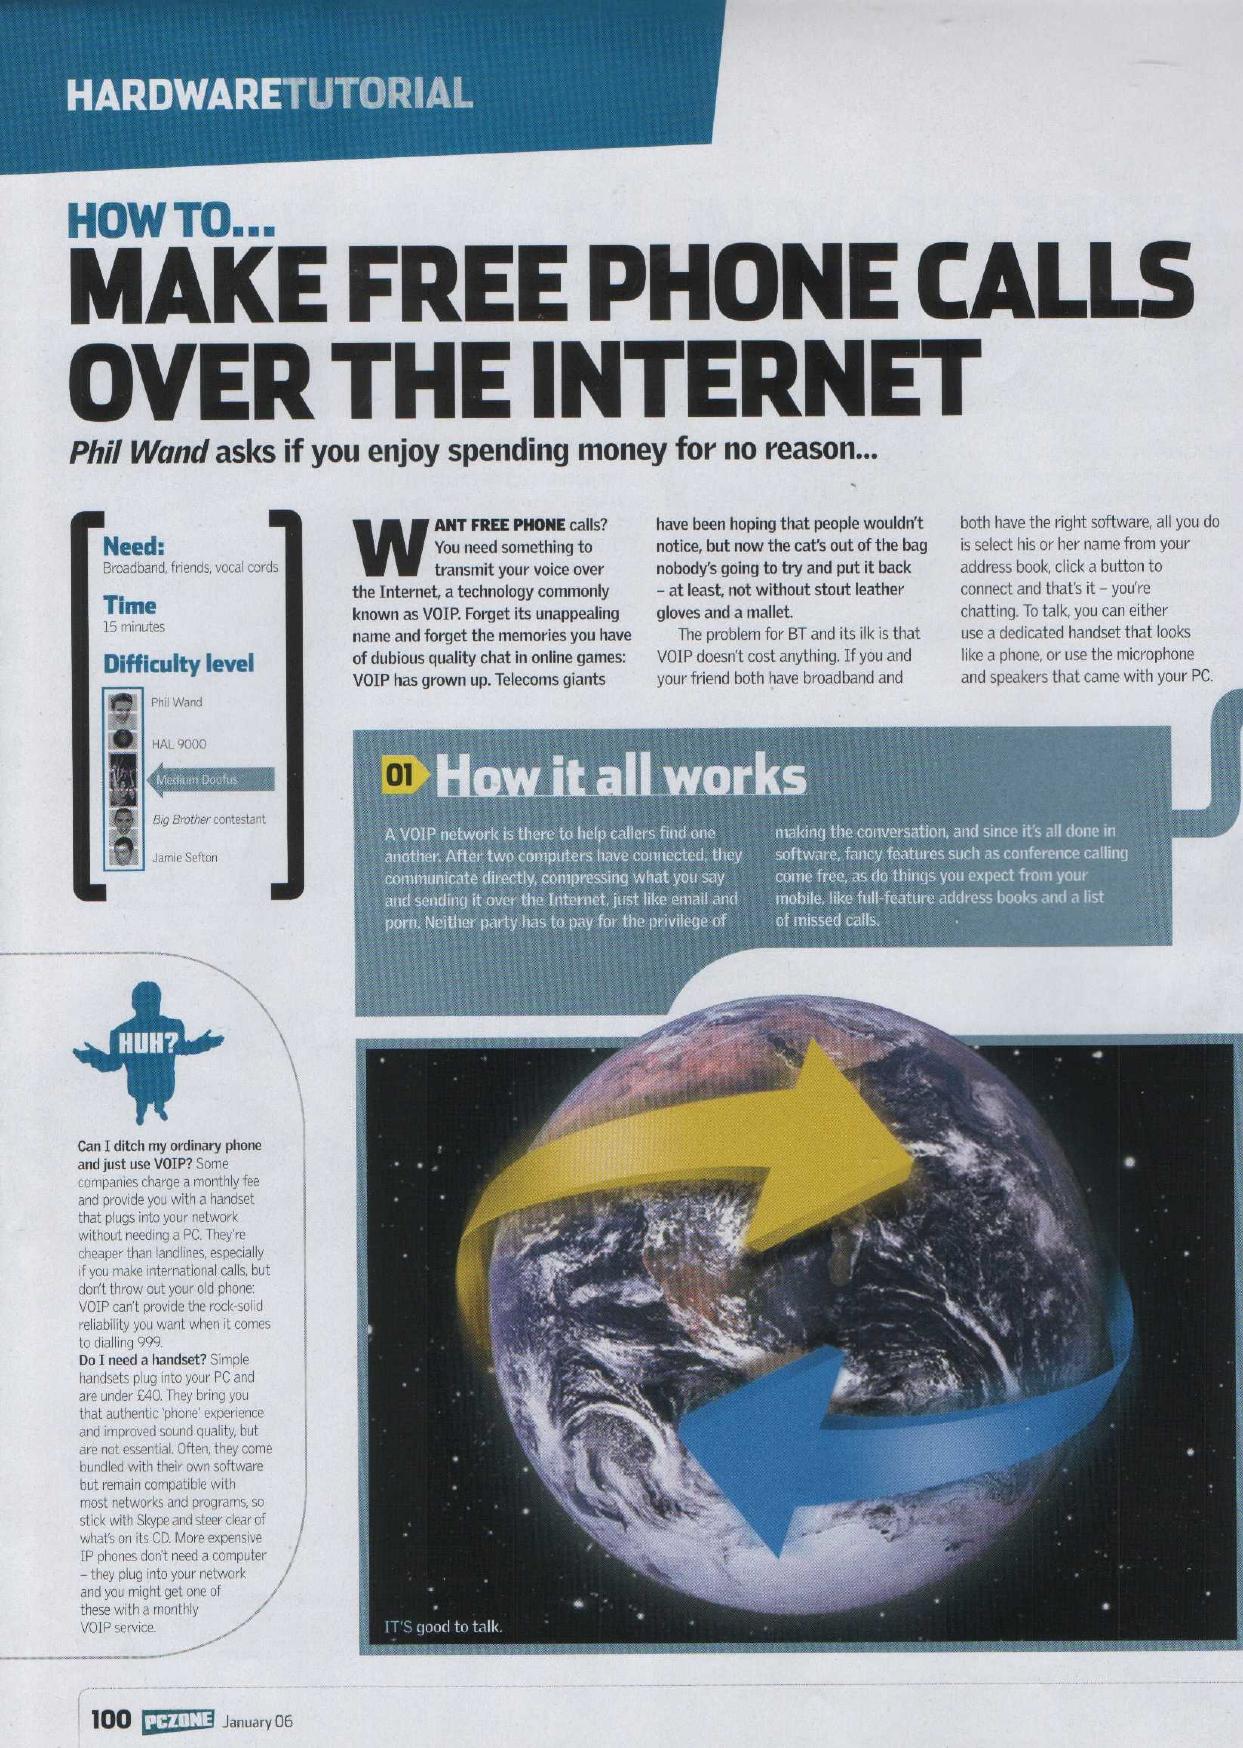 HARDWARETUTORIAL
HOW TO...
MAKE FREE PHONE CALLS
OVER THE INTERNET
Phil Wand asks if you enjoy spending money for no reason...
Need:
Broadband, friends, vocal cords
Time
15 minutes
Difficulty level
Phil Wand
HAL 9000
Medium Doofus
Big Brother contestant
Jamie Sefton
WANT FREE PHONE calls?
You need something to
transmit your voice over
the Internet, a technology commonly
known as VOIP. Forget its unappealing
name and forget the memories you have
of dubious quality chat in online games:
VOIP has grown up. Telecoms giants
have been hoping that people wouldn't
notice, but now the cat's out of the bag
nobody's going to try and put it back
– at least, not without stout leather
gloves and a mallet.
The problem for BT and its ilk is that
VOIP doesn't cost anything. If you and
your friend both have broadband and
both have the right software, all you do
is select his or her name from your
address book, click a button to
connect and that's it – you're
chatting. To talk, you can either
use a dedicated handset that looks
like a phone, or use the microphone
and speakers that came with your PC.
01 How it all works
A VOIP network is there to help callers find one
another. After two computers have connected, they
communicate directly, compressing what you say
and sending it over the Internet, just like email and
porn. Neither party has to pay for the privilege of
making the conversation, and since it's all done in
software, fancy features such as conference calling
come free, as do things you expect from your
mobile, like full-feature address books and a list
of missed calls.
HUH?
Can I ditch my ordinary phone
and just use VOIP? Some
companies charge a monthly fee
and provide you with a handset
that plugs into your network
without needing a PC. They're
cheaper than landlines, especially
if you make international calls, but
don't throw out your old phone:
VOIP can't provide the rock-solid
reliability you want when it comes
to dialling 999.
Do I need a handset? Simple
handsets plug into your PC and
are under £40. They bring you
that authentic 'phone' experience
and improved sound quality, but
are not essential. Often, they come
bundled with their own software
but remain compatible with
most networks and programs, so
stick with Skype and steer clear of
what's on its CD. More expensive
IP phones don't need a computer
– they plug into your network
and you might get one of
these with a monthly
VOIP service.
IT'S good to talk.
100 PCZONE January 06